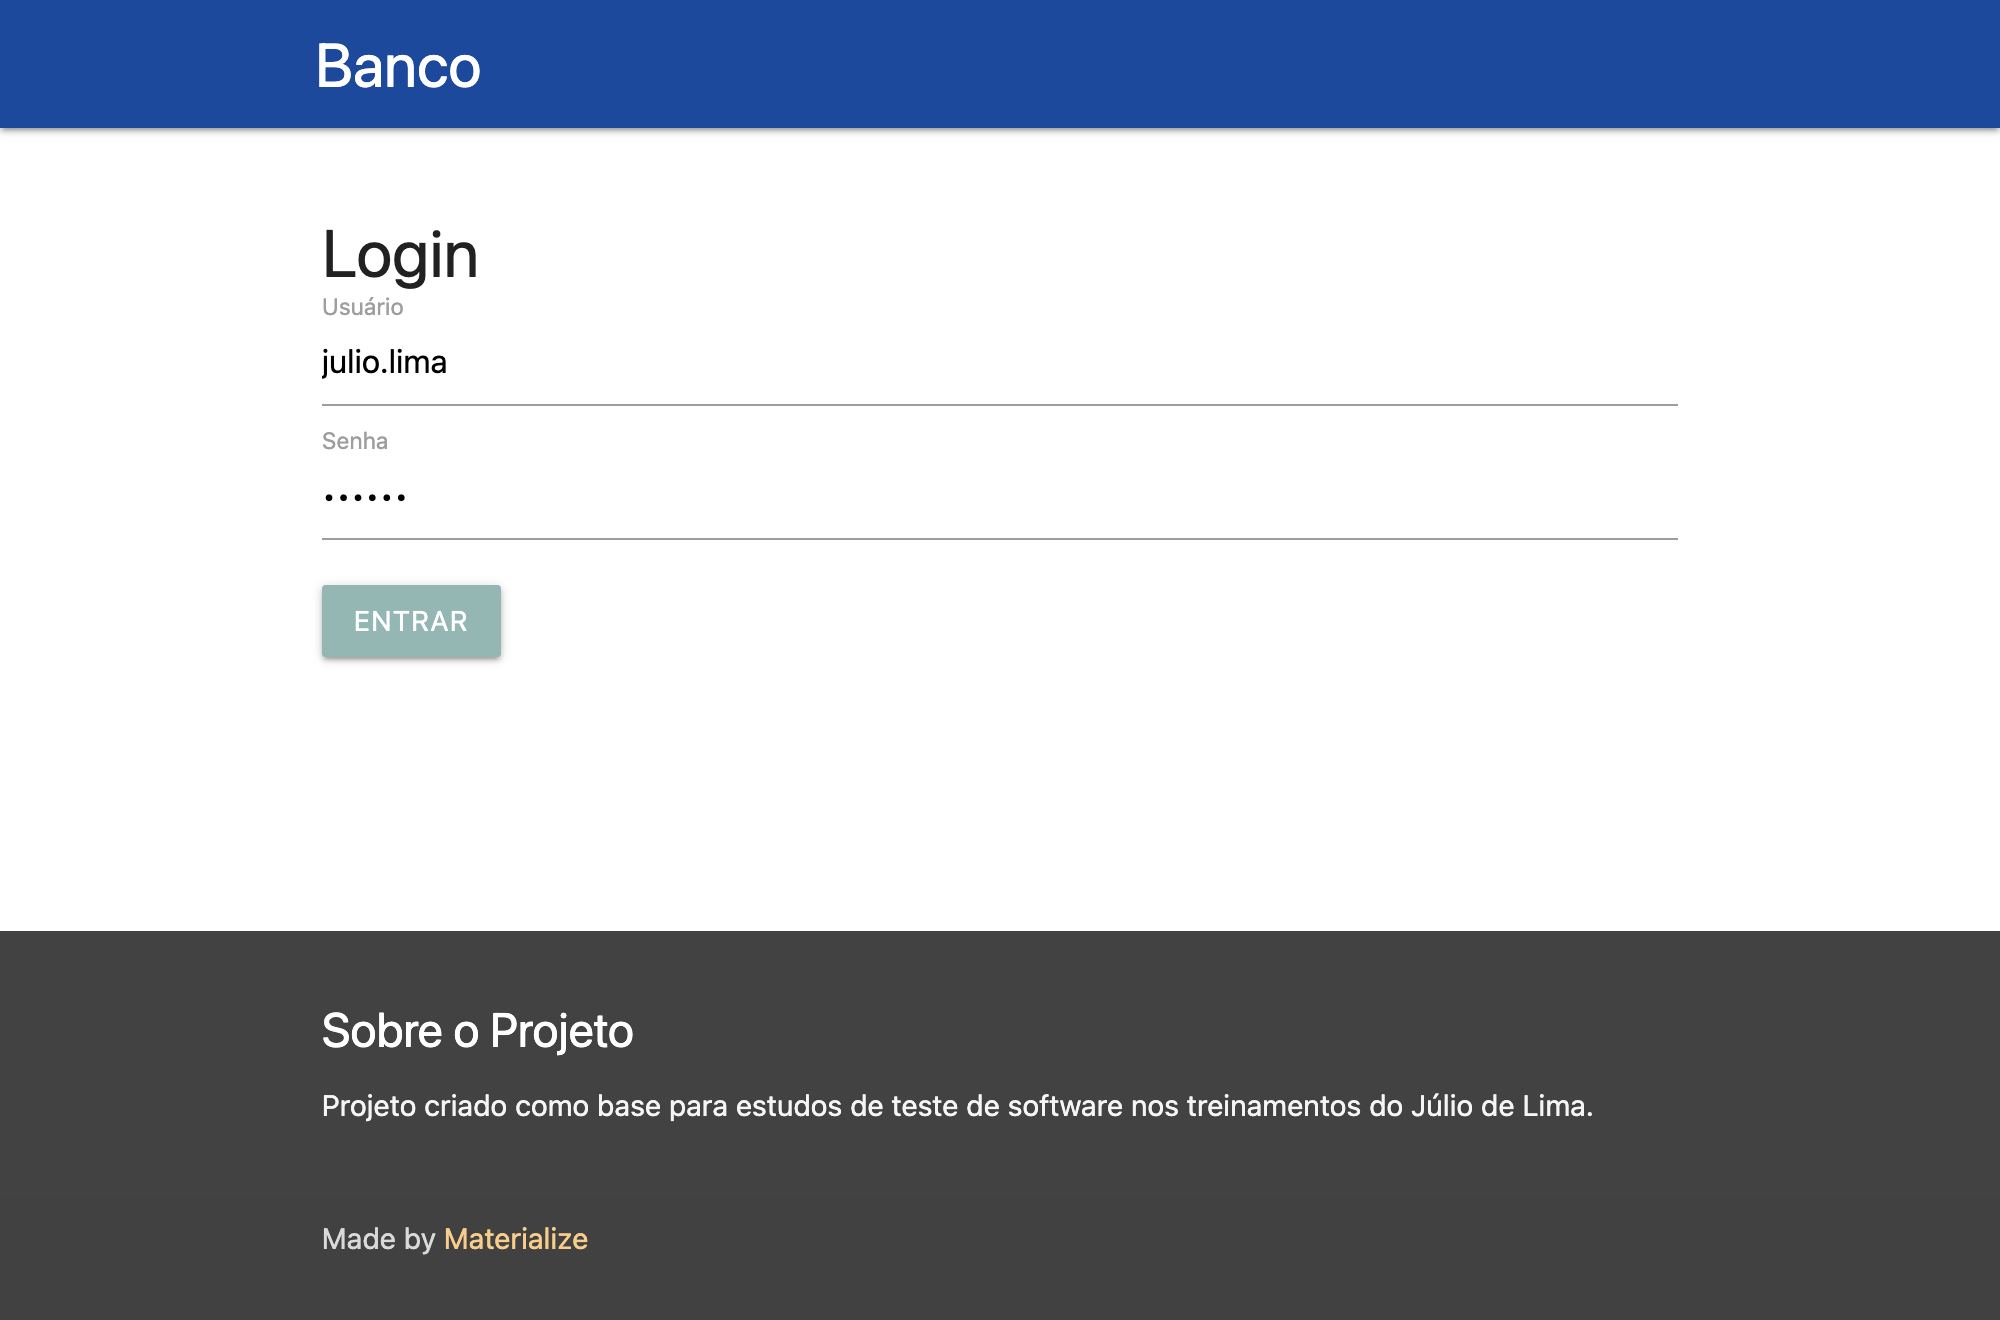 Banco
Login
Usuário
julio.lima
Senha
••••••
ENTRAR
Sobre o Projeto
Projeto criado como base para estudos de teste de software nos treinamentos do Júlio de Lima.
Made by Materialize